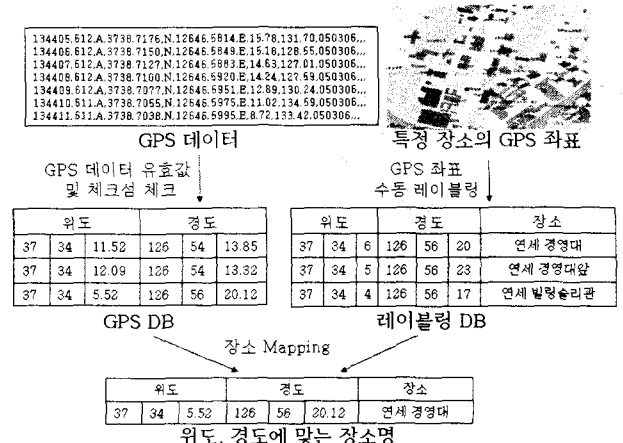 134405.612.A.3738.7176,N,12646.5814,E,15.78,131.70,050306,,,
134406.612.A.3738.7150,N,12646.5849,E,15.18,128.55,050306,,,
134407.612.A.3738.7127,N,12646.5883,E,14.63,127.01,050306,,,
134408.612.A.3738.7100,N,12646.5920,E,14.24,127.59,050306,,,
134409.612.A.3738.7077,N,12646.5951,E,12.89,130.24,050306,,,
134410.611.A.3738.7055,N,12646.5975,E,11.02,134.59,050306,,,
134411.611.A.3738.7038,N,12646.5995,E,8.72,133.42,050306,,,
GPS 데이터
특정 장소의 GPS 좌표
GPS 데이터 유효값
및 체크섬 체크
GPS 좌표
수동 레이블링
위도 경도
37 34 11.52 126 54 13.85
37 34 12.09 126 54 13.32
37 34 5.52 126 56 20.12
GPS DB
위도 경도 장소
37 34 6 126 56 20 연세 경영대
37 34 5 126 56 23 연세 경영대앞
37 34 4 126 56 17 연세 빌링슬리관
레이블링 DB
장소 Mapping
위도 경도 장소
37 34 5.52 126 56 20.12 연세 경영대
위도, 경도에 맞는 장소명